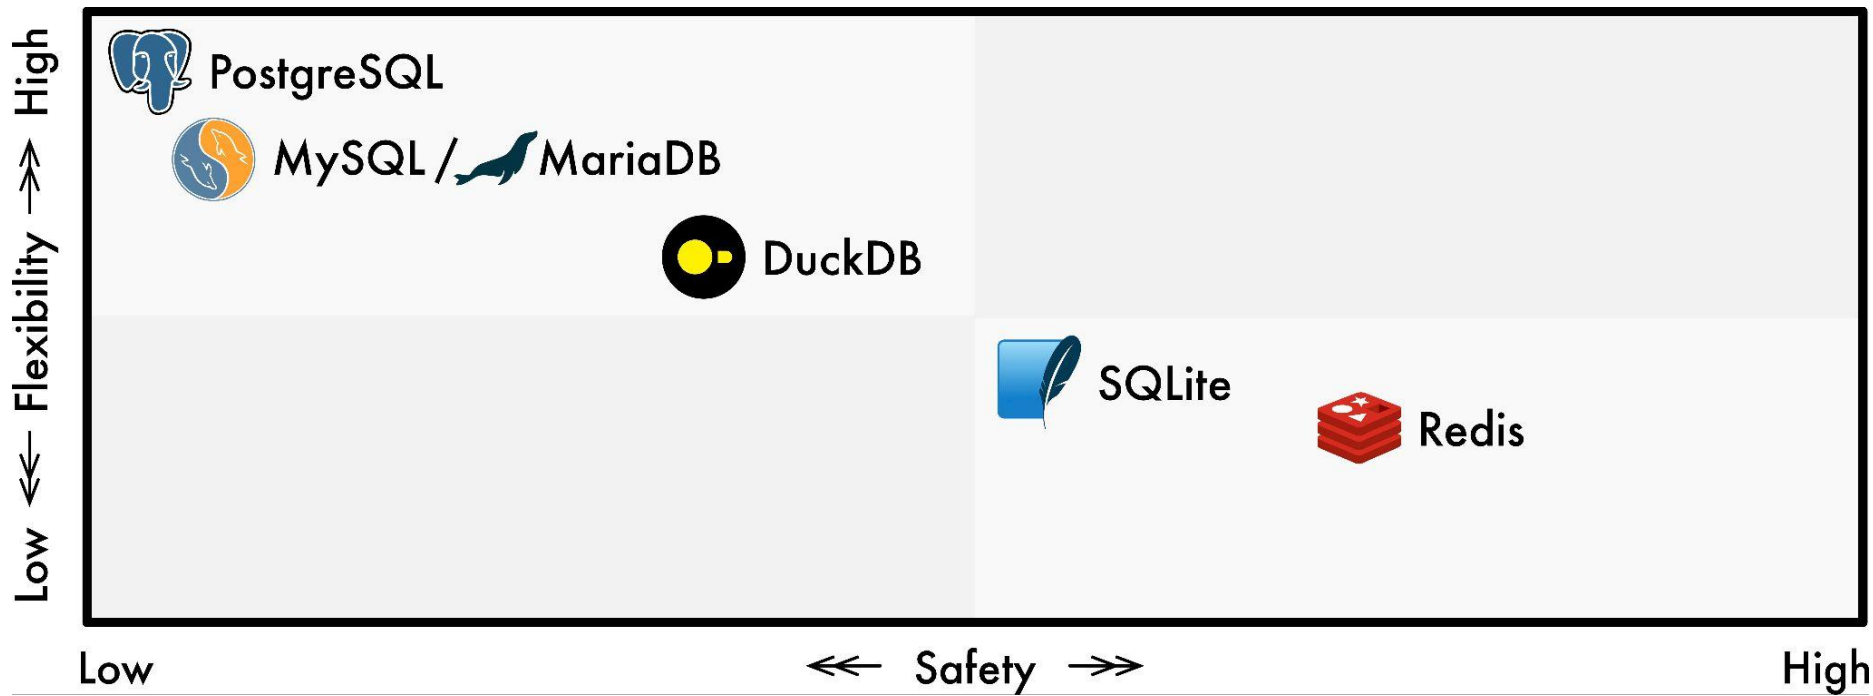 High
Flexibility
Low
PostgreSQL
MySQL / MariaDB
DuckDB
SQLite
Redis
Low
Safety
High